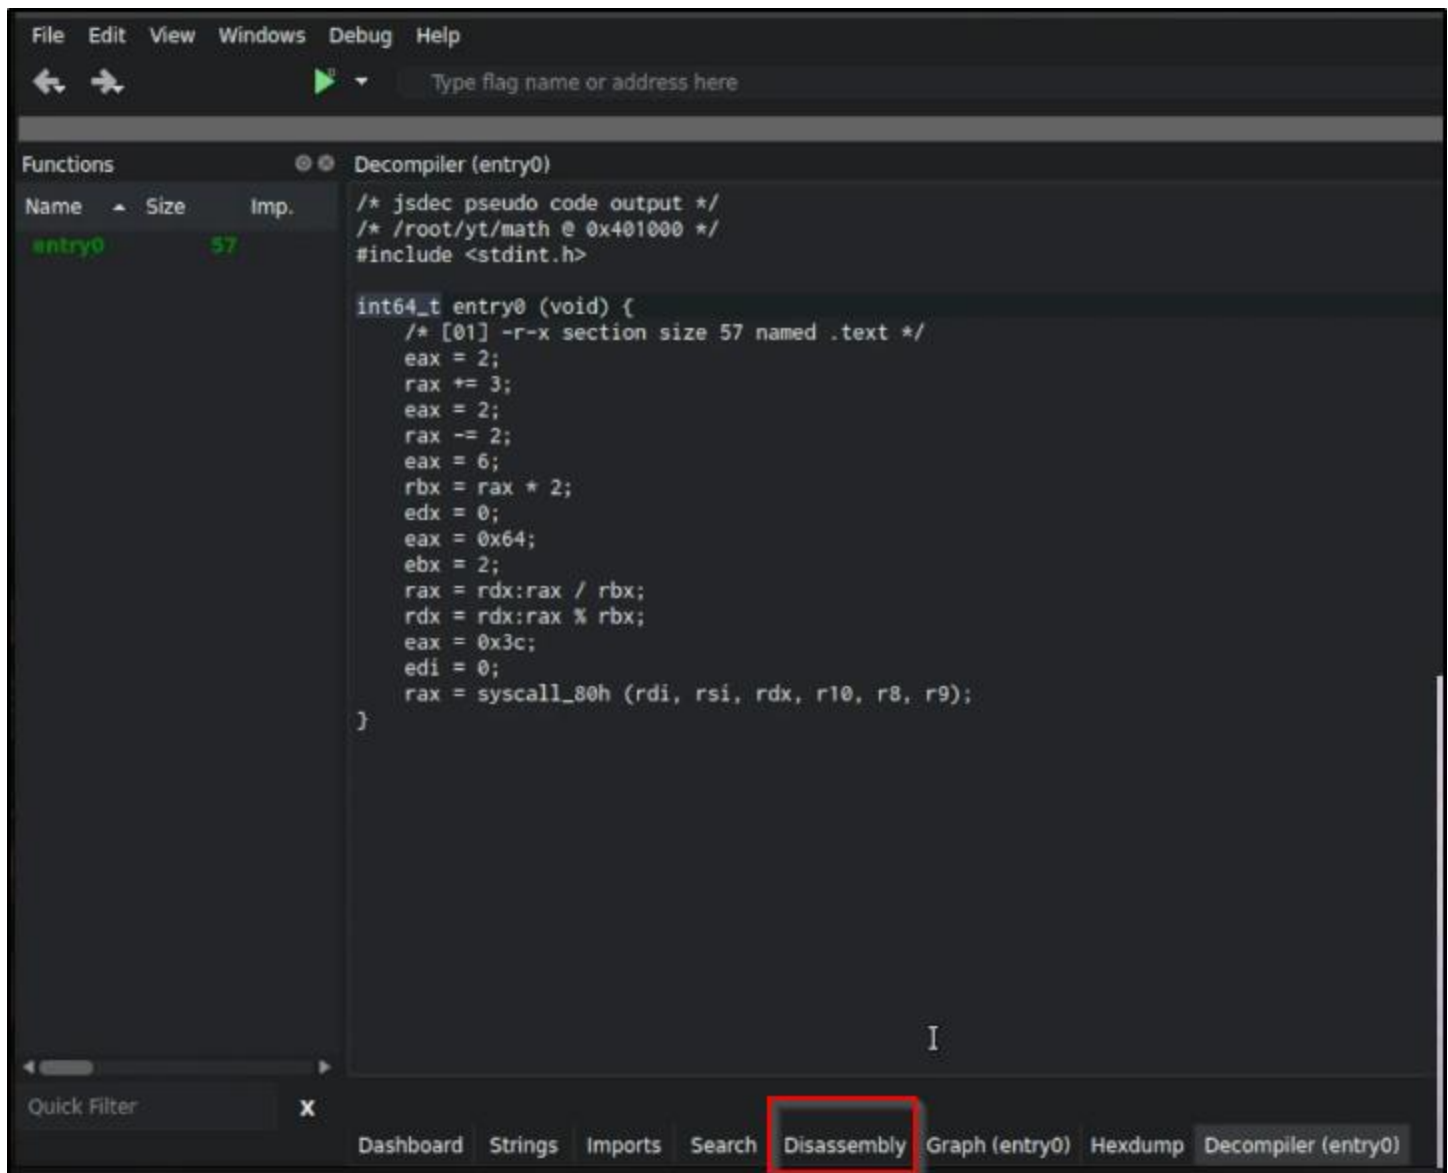 File Edit View Windows Debug Help
Type flag name or address here
Functions
Name Size Imp.
entry0 57
Decompiler (entry0)
/* jsdec pseudo code output */
/* /root/yt/math @ 0x401000 */
#include <stdint.h>
int64_t entry0 (void) {
/* [01] -r-x section size 57 named .text */
eax = 2;
rax += 3;
eax = 2;
rax -= 2;
eax = 6;
rbx = rax * 2;
edx = 0;
eax = 0x64;
ebx = 2;
rax = rdx:rax / rbx;
rdx = rdx:rax % rbx;
eax = 0x3c;
edi = 0;
rax = syscall_80h (rdi, rsi, rdx, r10, r8, r9);
}
Quick Filter X
Dashboard Strings Imports Search Disassembly Graph (entry0) Hexdump Decompiler (entry0)